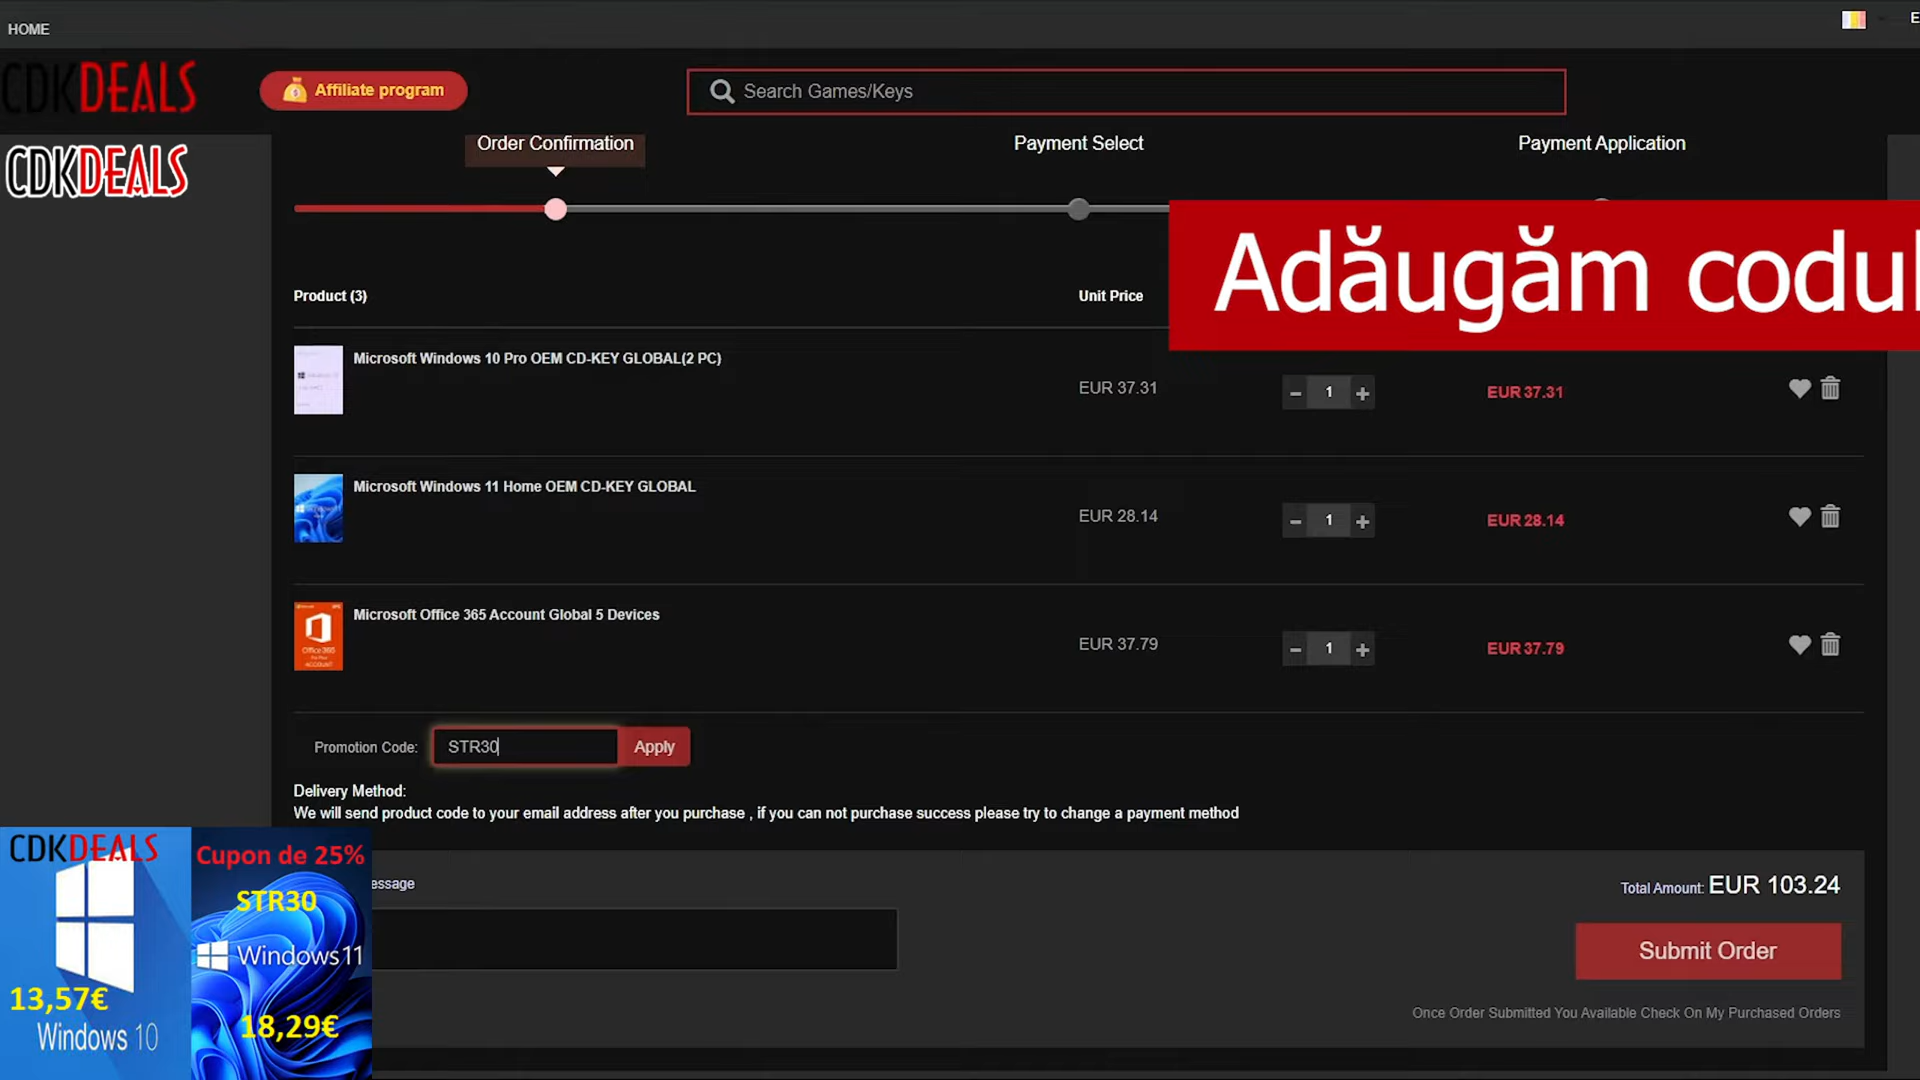 HOME
E
CDKDEALS
Affiliate program
Search Games/Keys
CDKDEALS
Order Confirmation
Payment Select
Payment Application
Adăugăm codul
Product (3)
Unit Price
Microsoft Windows 10 Pro OEM CD-KEY GLOBAL(2 PC)
EUR 37.31
1
EUR 37.31
Microsoft Windows 11 Home OEM CD-KEY GLOBAL
EUR 28.14
1
EUR 28.14
Microsoft Office 365 Account Global 5 Devices
EUR 37.79
1
EUR 37.79
Promotion Code:
STR30
Apply
Delivery Method:
We will send product code to your email address after you purchase , if you can not purchase success please try to change a payment method
essage
Total Amount: EUR 103.24
Submit Order
Once Order Submitted You Available Check On My Purchased Orders
CDKDEALS
13,57€
Windows 10
Cupon de 25%
STR30
Windows 11
18,29€